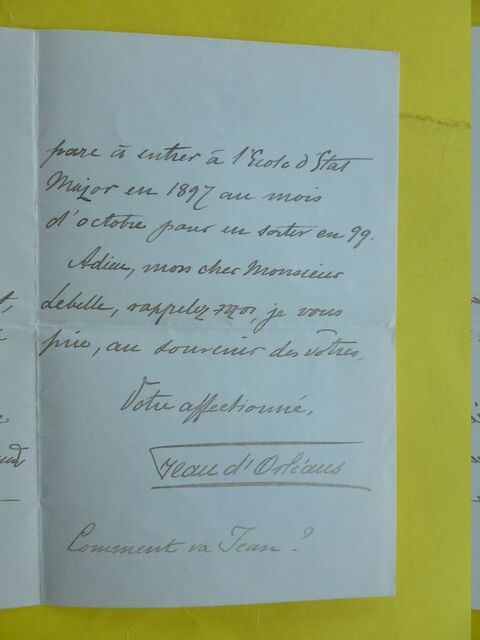 pare à entrer à l'Ecole d'Etat
Major en 1897 au mois
d'octobre pour en sortir en 99.
Adieu, mon cher Monsieur
Lebelle, rappelez-moi, je vous
prie, au souvenir des vôtres.
Votre affectionné,
Jean d'Orléans
Comment va Jean ?